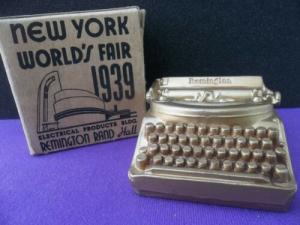 NEW YORK
WORLD'S FAIR
1939
ELECTRICAL PRODUCTS BLDG.
REMINGTON RAND Hall
Remington